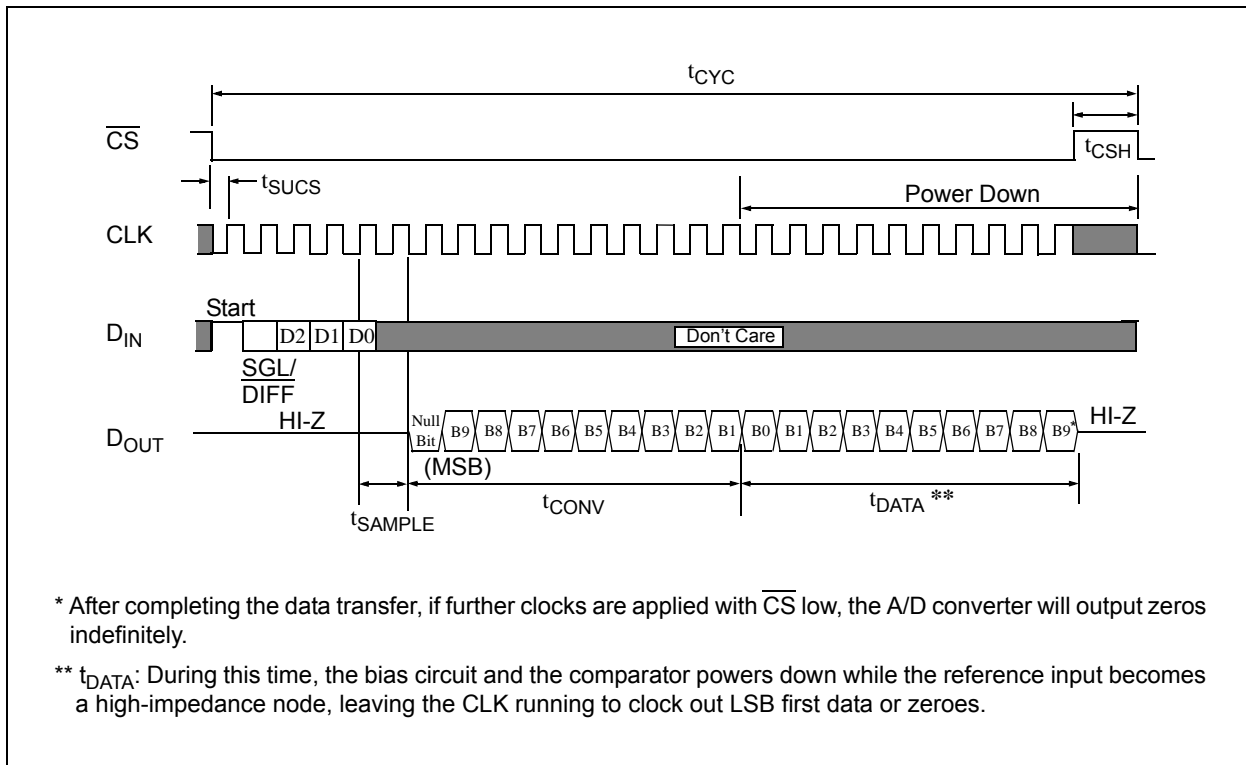 tCYC
CS
tCSH
tSUCS
Power Down
CLK
Start
DIN
D2 D1 D0
Don't Care
SGL/
DIFF
HI-Z
DOUT
Null
Bit
B9 B8 B7 B6 B5 B4 B3 B2 B1 B0 B1 B2 B3 B4 B5 B6 B7 B8 B9*
HI-Z
(MSB)
tSAMPLE
tCONV
tDATA **
* After completing the data transfer, if further clocks are applied with CS low, the A/D converter will output zeros
indefinitely.
** tDATA: During this time, the bias circuit and the comparator powers down while the reference input becomes
a high-impedance node, leaving the CLK running to clock out LSB first data or zeroes.